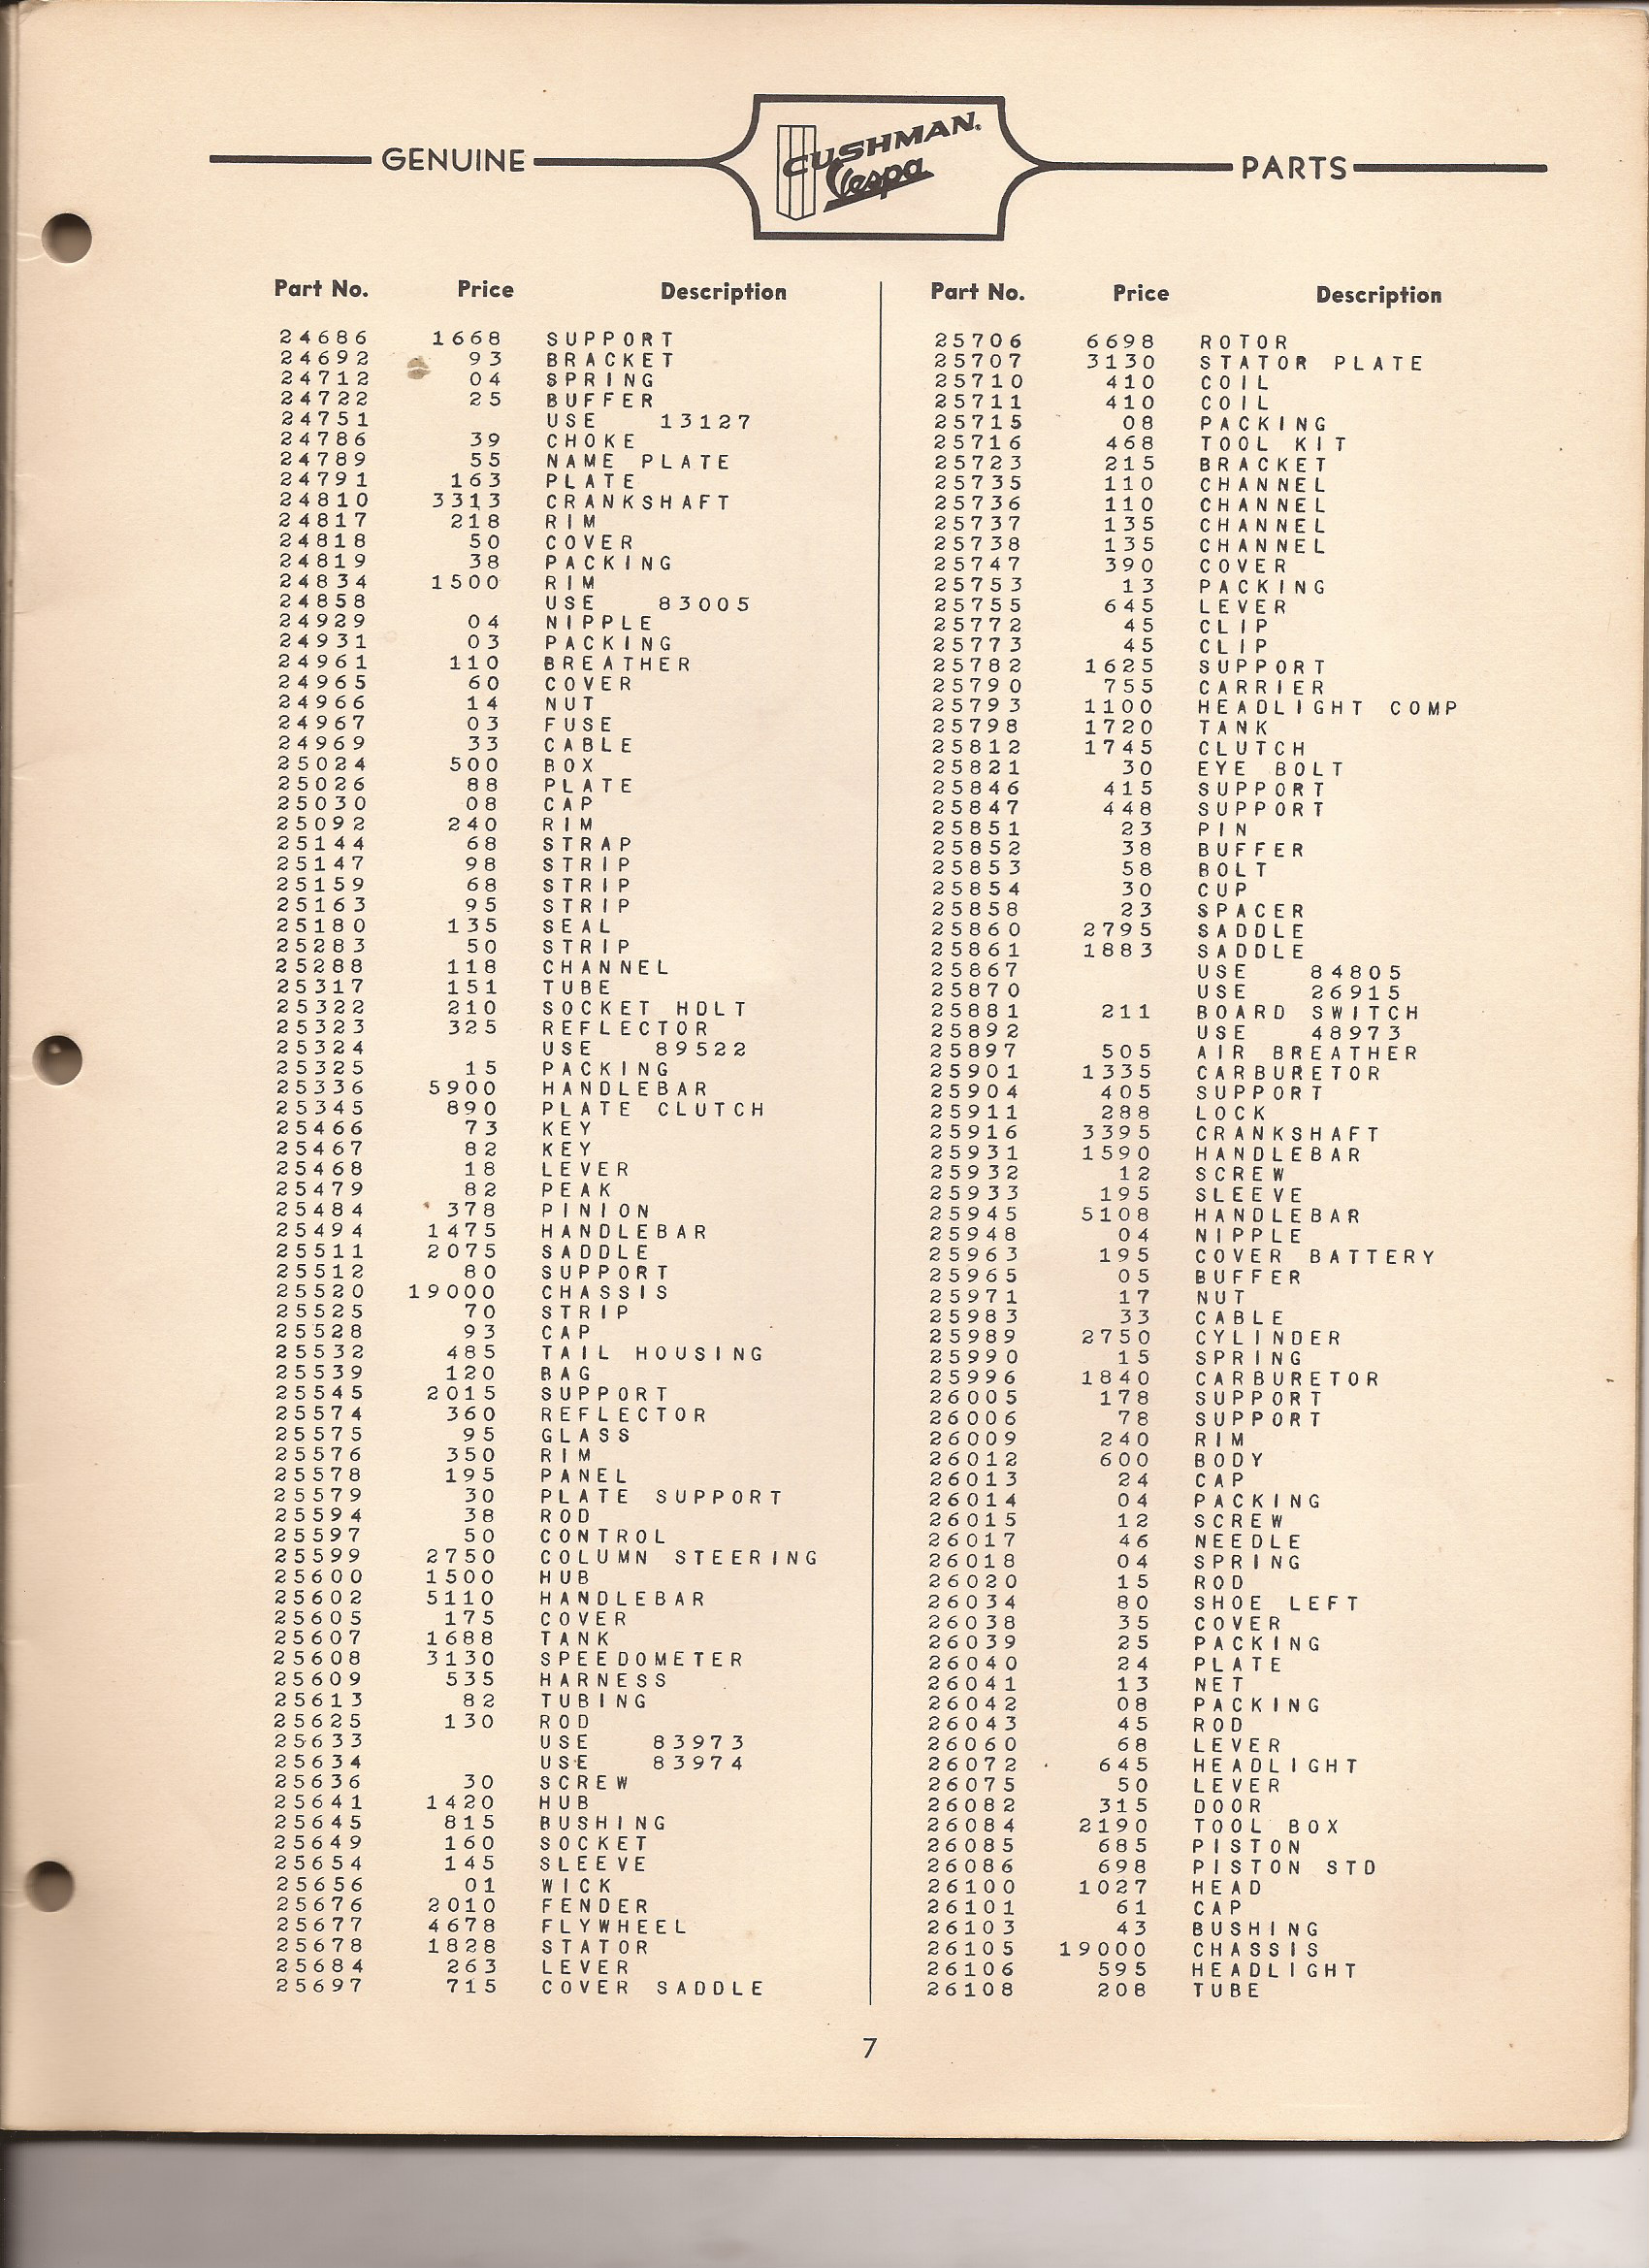 GENUINE CUSHMAN® Vespa PARTS
Part No. Price Description
24686 1668 SUPPORT
24692 93 BRACKET
24712 04 SPRING
24722 25 BUFFER
24751 USE 13127
24786 39 CHOKE
24789 55 NAME PLATE
24791 163 PLATE
24810 3313 CRANKSHAFT
24817 218 RIM
24818 50 COVER
24819 38 PACKING
24834 1500 RIM
24858 USE 83005
24929 04 NIPPLE
24931 03 PACKING
24961 110 BREATHER
24965 60 COVER
24966 14 NUT
24967 03 FUSE
24969 33 CABLE
25024 500 BOX
25026 88 PLATE
25030 08 CAP
25092 240 RIM
25144 68 STRAP
25147 98 STRIP
25159 68 STRIP
25163 95 STRIP
25180 135 SEAL
25283 50 STRIP
25288 118 CHANNEL
25317 151 TUBE
25322 210 SOCKET HDLT
25323 325 REFLECTOR
25324 USE 89522
25325 15 PACKING
25336 5900 HANDLEBAR
25345 890 PLATE CLUTCH
25466 73 KEY
25467 82 KEY
25468 18 LEVER
25479 82 PEAK
25484 378 PINION
25494 1475 HANDLEBAR
25511 2075 SADDLE
25512 80 SUPPORT
25520 19000 CHASSIS
25525 70 STRIP
25528 93 CAP
25532 485 TAIL HOUSING
25539 120 BAG
25545 2015 SUPPORT
25574 360 REFLECTOR
25575 95 GLASS
25576 350 RIM
25578 195 PANEL
25579 30 PLATE SUPPORT
25594 38 ROD
25597 50 CONTROL
25599 2750 COLUMN STEERING
25600 1500 HUB
25602 5110 HANDLEBAR
25605 175 COVER
25607 1688 TANK
25608 3130 SPEEDOMETER
25609 535 HARNESS
25613 82 TUBING
25625 130 ROD
25633 USE 83973
25634 USE 83974
25636 30 SCREW
25641 1420 HUB
25645 815 BUSHING
25649 160 SOCKET
25654 145 SLEEVE
25656 01 WICK
25676 2010 FENDER
25677 4678 FLYWHEEL
25678 1828 STATOR
25684 263 LEVER
25697 715 COVER SADDLE
Part No. Price Description
25706 6698 ROTOR
25707 3130 STATOR PLATE
25710 410 COIL
25711 410 COIL
25715 08 PACKING
25716 468 TOOL KIT
25723 215 BRACKET
25735 110 CHANNEL
25736 110 CHANNEL
25737 135 CHANNEL
25738 135 CHANNEL
25747 390 COVER
25753 13 PACKING
25755 645 LEVER
25772 45 CLIP
25773 45 CLIP
25782 1625 SUPPORT
25790 755 CARRIER
25793 1100 HEADLIGHT COMP
25798 1720 TANK
25812 1745 CLUTCH
25821 30 EYE BOLT
25846 415 SUPPORT
25847 448 SUPPORT
25851 23 PIN
25852 38 BUFFER
25853 58 BOLT
25854 30 CUP
25858 23 SPACER
25860 2795 SADDLE
25861 1883 SADDLE
25867 USE 84805
25870 USE 26915
25881 211 BOARD SWITCH
25892 USE 48973
25897 505 AIR BREATHER
25901 1335 CARBURETOR
25904 405 SUPPORT
25911 288 LOCK
25916 3395 CRANKSHAFT
25931 1590 HANDLEBAR
25932 12 SCREW
25933 195 SLEEVE
25945 5108 HANDLEBAR
25948 04 NIPPLE
25963 195 COVER BATTERY
25965 05 BUFFER
25971 17 NUT
25983 33 CABLE
25989 2750 CYLINDER
25990 15 SPRING
25996 1840 CARBURETOR
26005 178 SUPPORT
26006 78 SUPPORT
26009 240 RIM
26012 600 BODY
26013 24 CAP
26014 04 PACKING
26015 12 SCREW
26017 46 NEEDLE
26018 04 SPRING
26020 15 ROD
26034 80 SHOE LEFT
26038 35 COVER
26039 25 PACKING
26040 24 PLATE
26041 13 NET
26042 08 PACKING
26043 45 ROD
26060 68 LEVER
26072 645 HEADLIGHT
26075 50 LEVER
26082 315 DOOR
26084 2190 TOOL BOX
26085 685 PISTON
26086 698 PISTON STD
26100 1027 HEAD
26101 61 CAP
26103 43 BUSHING
26105 19000 CHASSIS
26106 595 HEADLIGHT
26108 208 TUBE
7